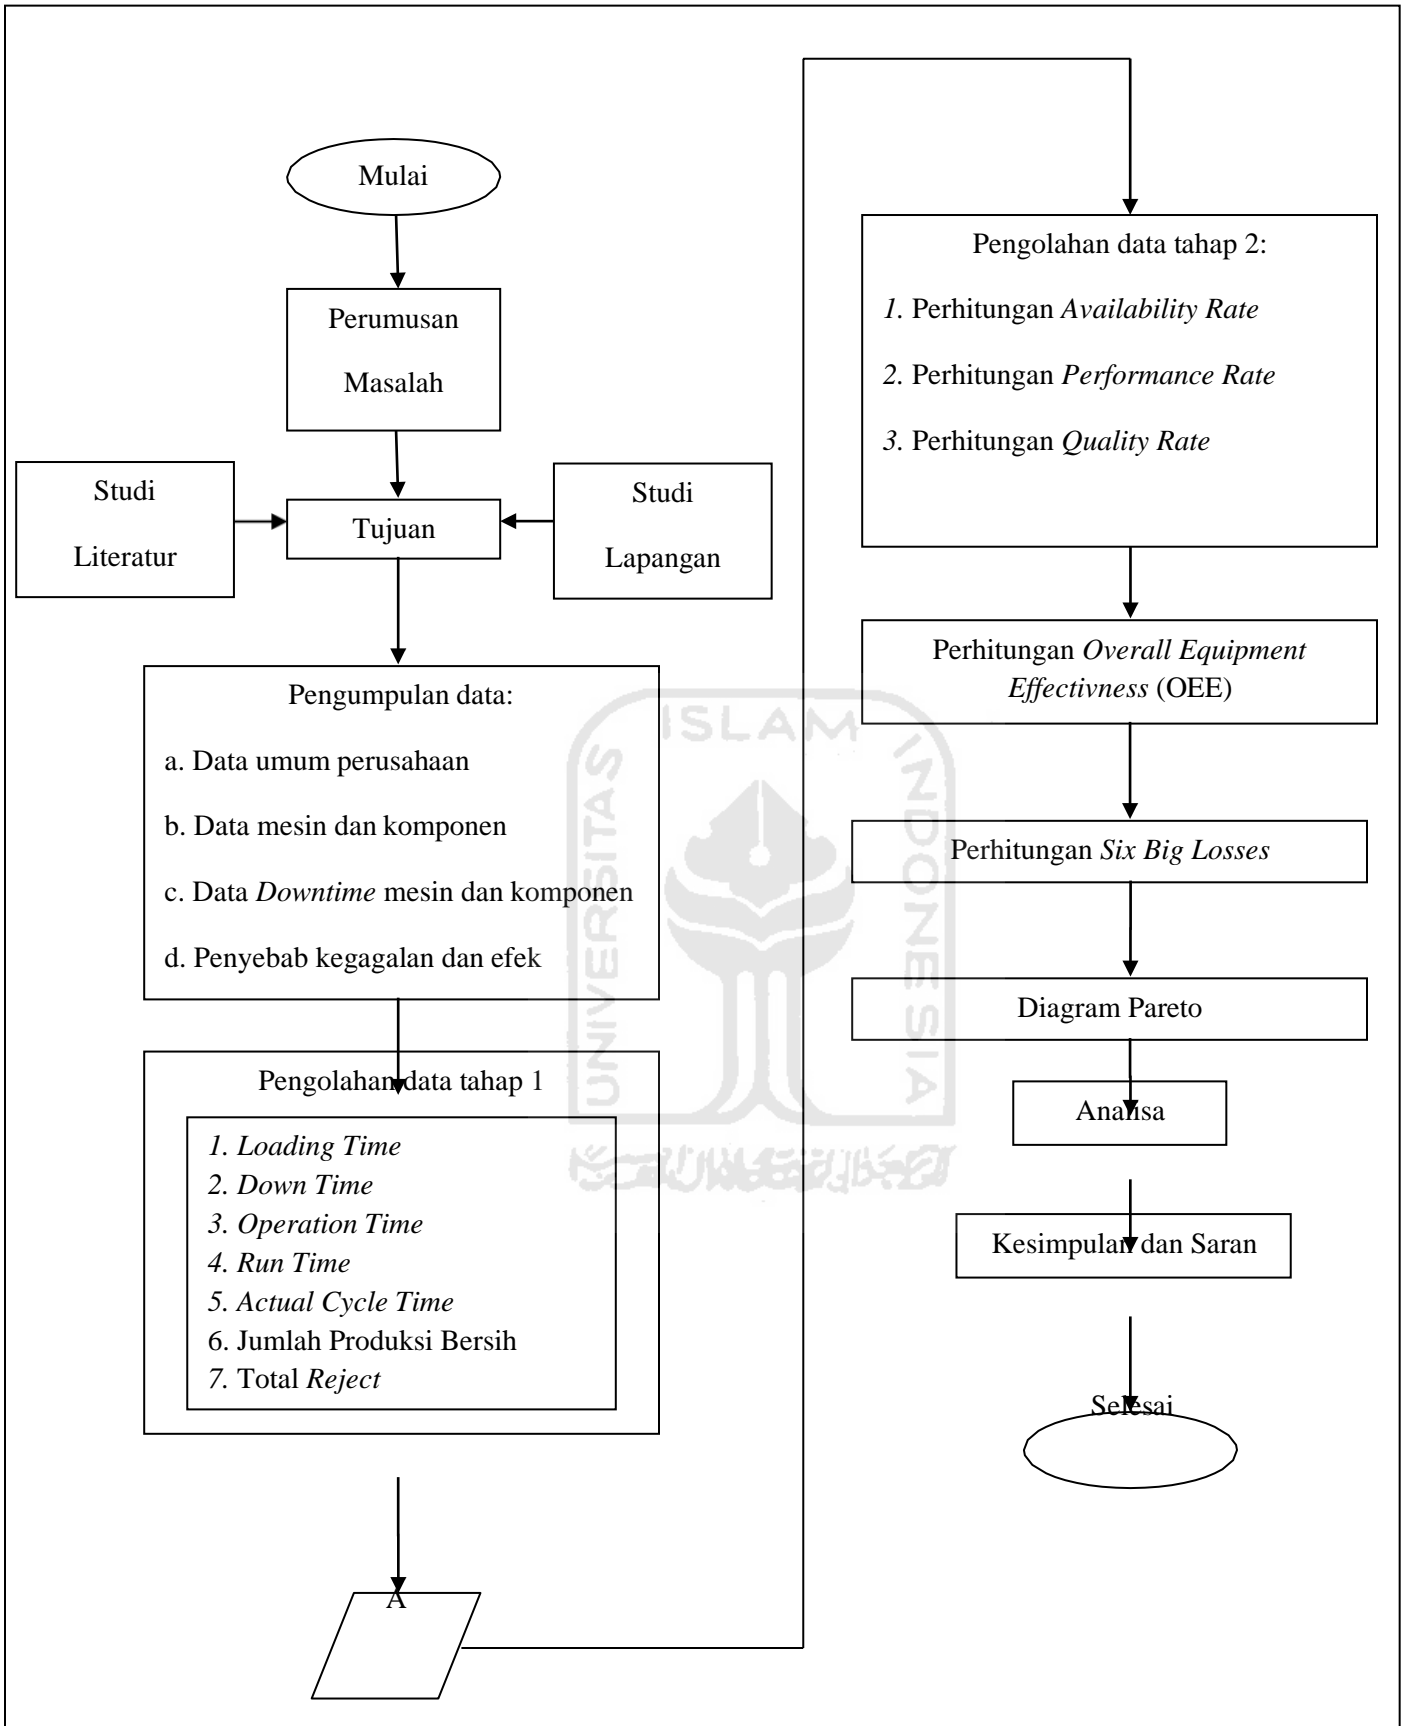 Mulai
Perumusan
Masalah
Studi
Literatur
Tujuan
Studi
Lapangan
Pengumpulan data:
a. Data umum perusahaan
b. Data mesin dan komponen
c. Data Downtime mesin dan komponen
d. Penyebab kegagalan dan efek
Pengolahan data tahap 1
1. Loading Time
2. Down Time
3. Operation Time
4. Run Time
5. Actual Cycle Time
6. Jumlah Produksi Bersih
7. Total Reject
A
Pengolahan data tahap 2:
1. Perhitungan Availability Rate
2. Perhitungan Performance Rate
3. Perhitungan Quality Rate
Perhitungan Overall Equipment
Effectivness (OEE)
Perhitungan Six Big Losses
Diagram Pareto
Analisa
Kesimpulan dan Saran
Selesai
UNIVERSITAS
ISLAM
INDONESIA